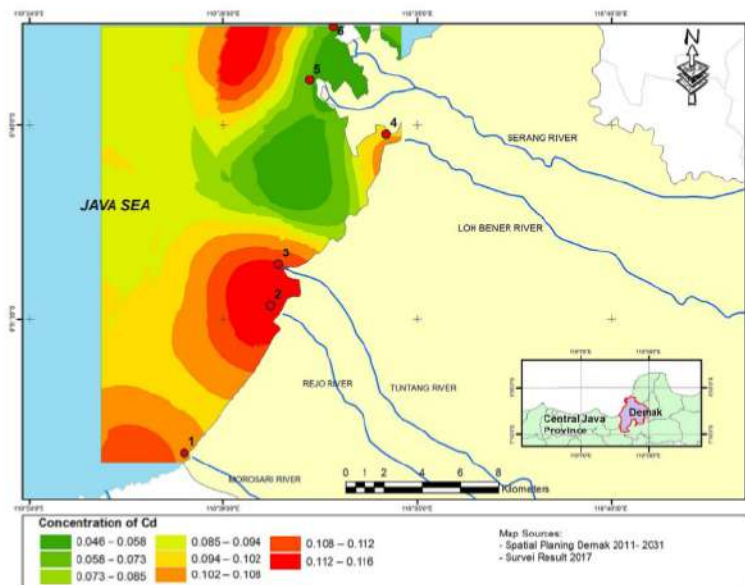 N
6
5
4
SERANG RIVER
JAVA SEA
LOH BENER RIVER
3
2
REJO RIVER
TUNTANG RIVER
Central Java
Province
Demak
1
MOROSARI RIVER
0 1 2 4 6 8
Kilometers
Concentration of Cd
0.046 – 0.058
0.058 – 0.073
0.073 – 0.085
0.085 – 0.094
0.094 – 0.102
0.102 – 0.108
0.108 – 0.112
0.112 – 0.116
Map Sources:
- Spatial Planing Demak 2011- 2031
- Survei Result 2017